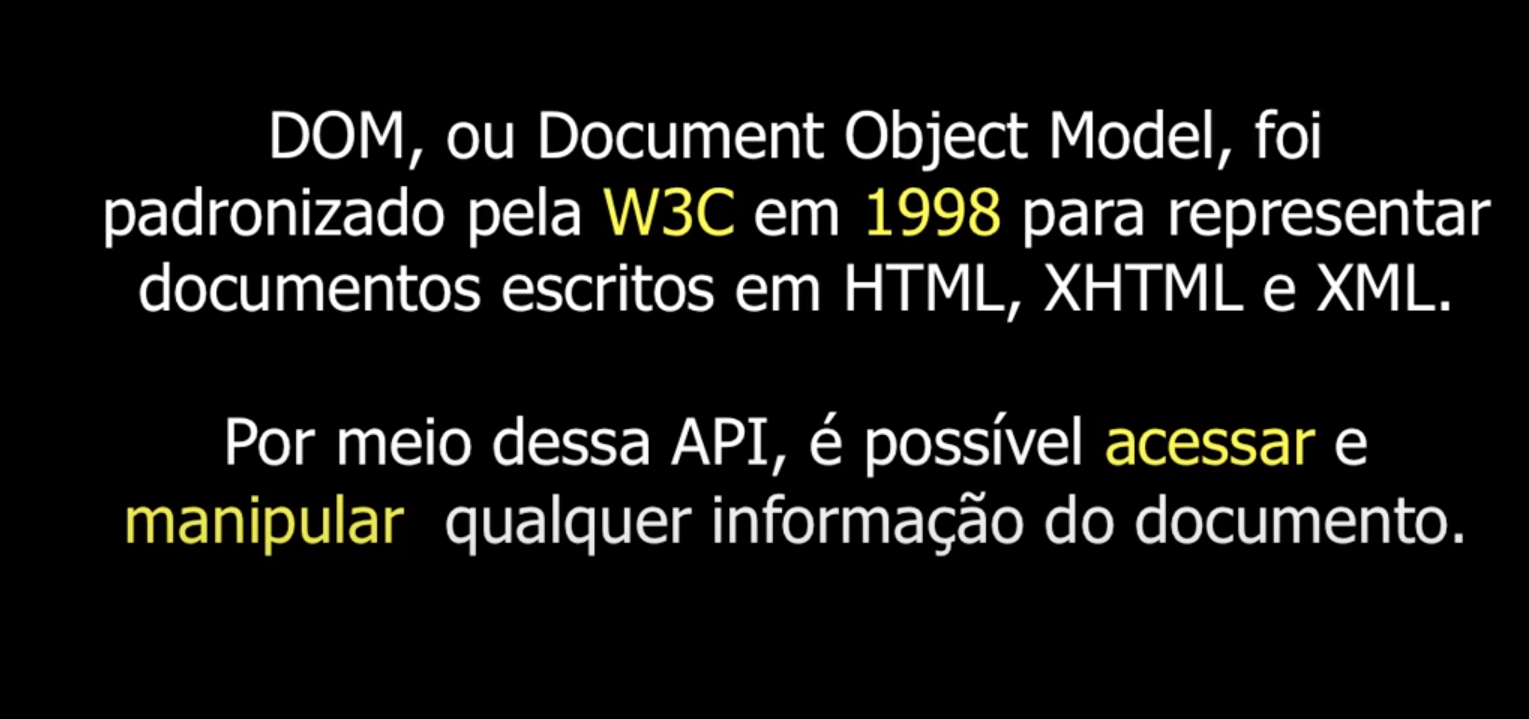 DOM, ou Document Object Model, foi
padronizado pela W3C em 1998 para representar
documentos escritos em HTML, XHTML e XML.
Por meio dessa API, é possível acessar e
manipular qualquer informação do documento.